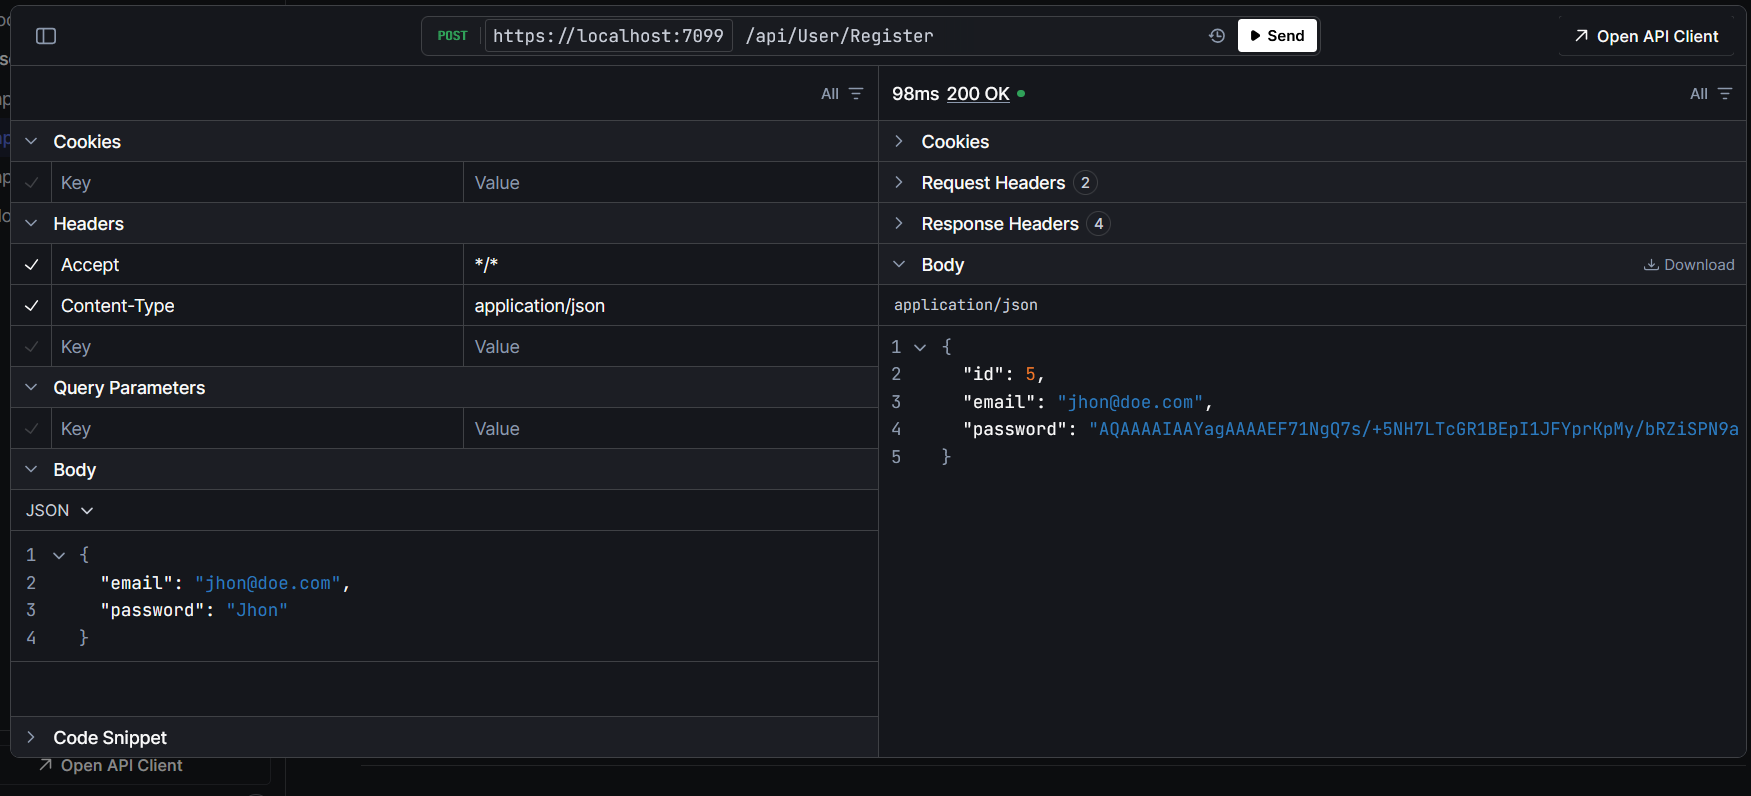 POST https://localhost:7099 /api/User/Register Send Open API Client
All
Cookies
Key Value
Headers
Accept */*
Content-Type application/json
Key Value
Query Parameters
Key Value
Body
JSON
1 {
2 "email": "jhon@doe.com",
3 "password": "Jhon"
4 }
Code Snippet
98ms 200 OK All
Cookies
Request Headers 2
Response Headers 4
Body Download
application/json
1 {
2 "id": 5,
3 "email": "jhon@doe.com",
4 "password": "AQAAAAIAAYagAAAAEF71NgQ7s/+5NH7LTcGR1BEpI1JFYprKpMy/bRZiSPN9a
5 }
Open API Client